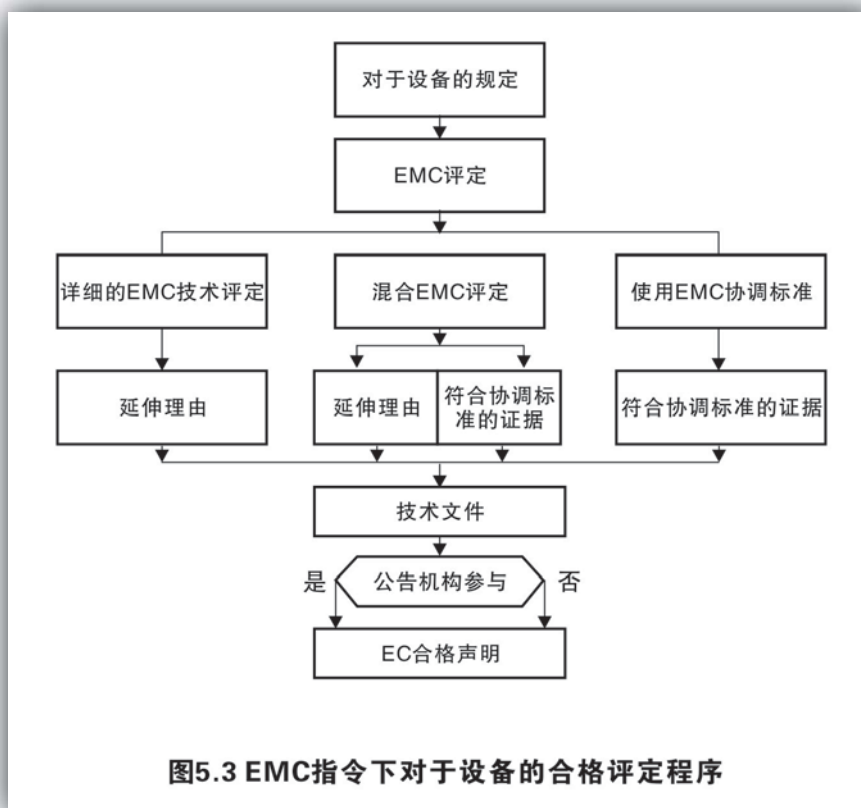 对于设备的规定
EMC评定
详细的EMC技术评定
混合EMC评定
使用EMC协调标准
延伸理由
延伸理由
符合协调标
准的证据
符合协调标准的证据
技术文件
是
公告机构参与
否
EC合格声明
图5.3 EMC指令下对于设备的合格评定程序